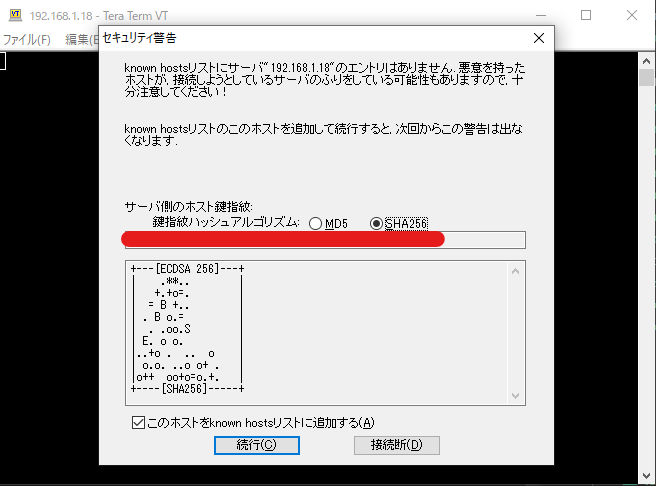 192.168.1.18 - Tera Term VT
ファイル(F) 編集(E
セキュリティ警告
known hostsリストにサーバ"192.168.1.18"のエントリはありません. 悪意を持った
ホストが, 接続しようとしているサーバのふりをしている可能性もありますので, 十
分注意してください!
known hostsリストのこのホストを追加して続行すると, 次回からこの警告は出な
くなります.
サーバ側のホスト鍵指紋:
鍵指紋ハッシュアルゴリズム: MD5 SHA256
+---[ECDSA 256]---+
|    .**..        |
|   +.+o=.        |
|  = B +..        |
| . B o.=         |
|  . .oo.S        |
| E. o o.         |
|..+o .  ..  o    |
| o.o. ..o o+ .   |
|o++  oo+o=o.+.   |
+----[SHA256]-----+
このホストをknown hostsリストに追加する(A)
続行(C) 接続断(D)